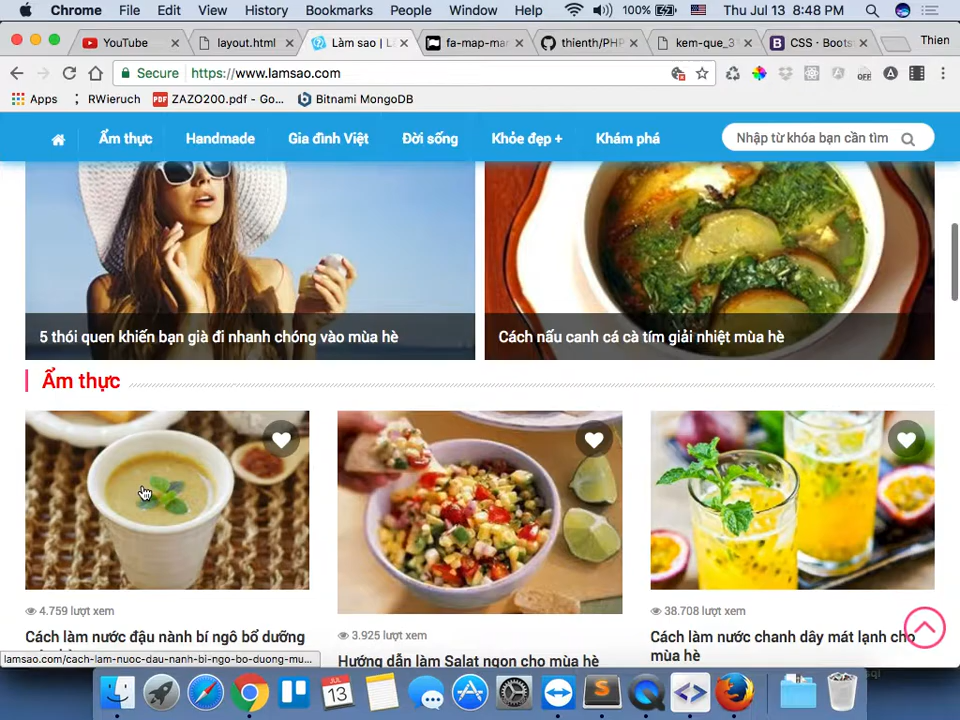 Chrome File Edit View History Bookmarks People Window Help 100% Thu Jul 13 8:48 PM
YouTube layout.html Làm sao | L fa-map-mar thienth/PHP kem-que_3 CSS · Boots Thien
Secure https://www.lamsao.com
Apps RWieruch PDF ZAZO200.pdf - Go... Bitnami MongoDB
Ẩm thực Handmade Gia đình Việt Đời sống Khỏe đẹp + Khám phá Nhập từ khóa bạn cần tìm
5 thói quen khiến bạn già đi nhanh chóng vào mùa hè
Cách nấu canh cá cà tím giải nhiệt mùa hè
Ẩm thực
4.759 lượt xem
Cách làm nước đậu nành bí ngô bổ dưỡng
3.925 lượt xem
Hướng dẫn làm Salat ngon cho mùa hè
38.708 lượt xem
Cách làm nước chanh dây mát lạnh cho
mùa hè
lamsao.com/cach-lam-nuoc-dau-nanh-bi-ngo-bo-duong-mu...
JUL
13